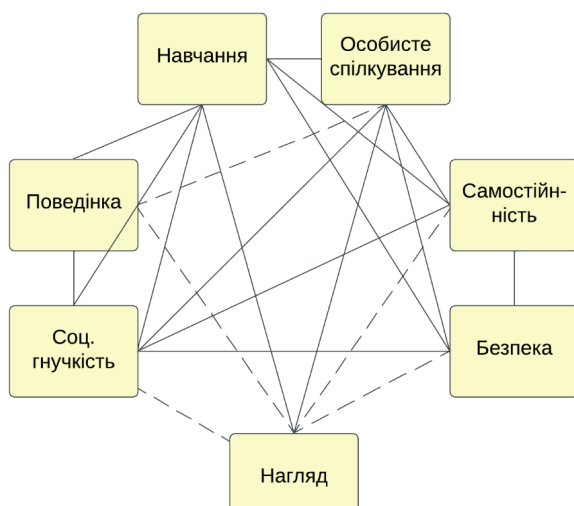 Навчання
Особисте
спілкування
Поведінка
Самостійн-
ність
Соц.
гнучкість
Безпека
Нагляд